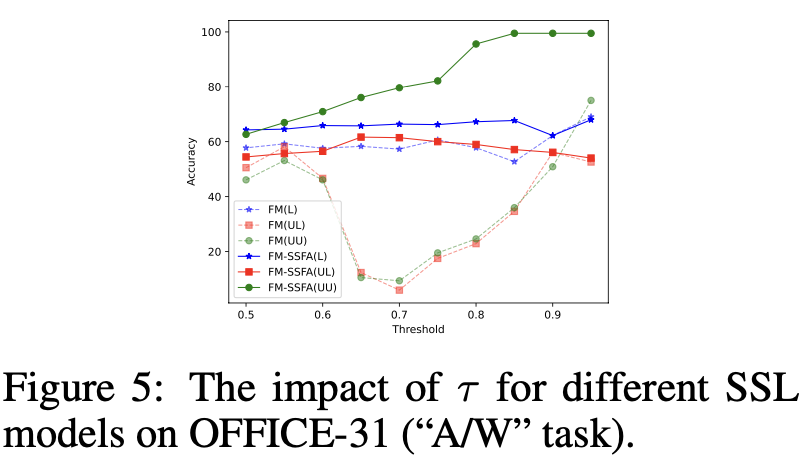 100
80
60
40
20
Accuracy
FM(L)
FM(UL)
FM(UU)
FM-SSFA(L)
FM-SSFA(UL)
FM-SSFA(UU)
0.5 0.6 0.7 0.8 0.9
Threshold
Figure 5: The impact of τ for different SSL
models on OFFICE-31 (“A/W” task).